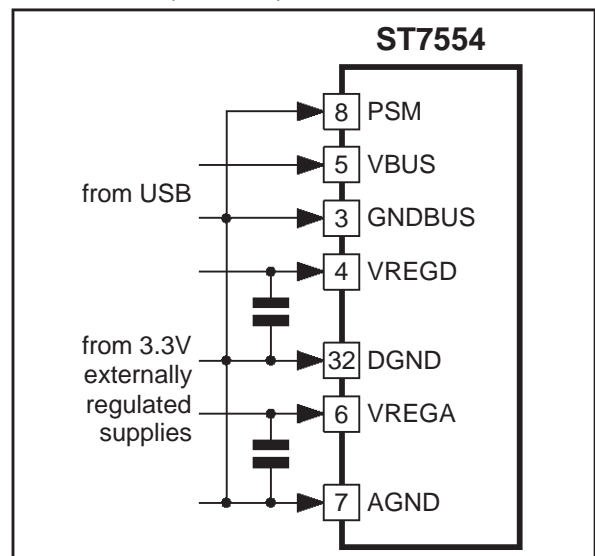 ST7554
8 PSM
5 VBUS
from USB
3 GNDBUS
4 VREGD
from 3.3V
externally
regulated
supplies
32 DGND
6 VREGA
7 AGND